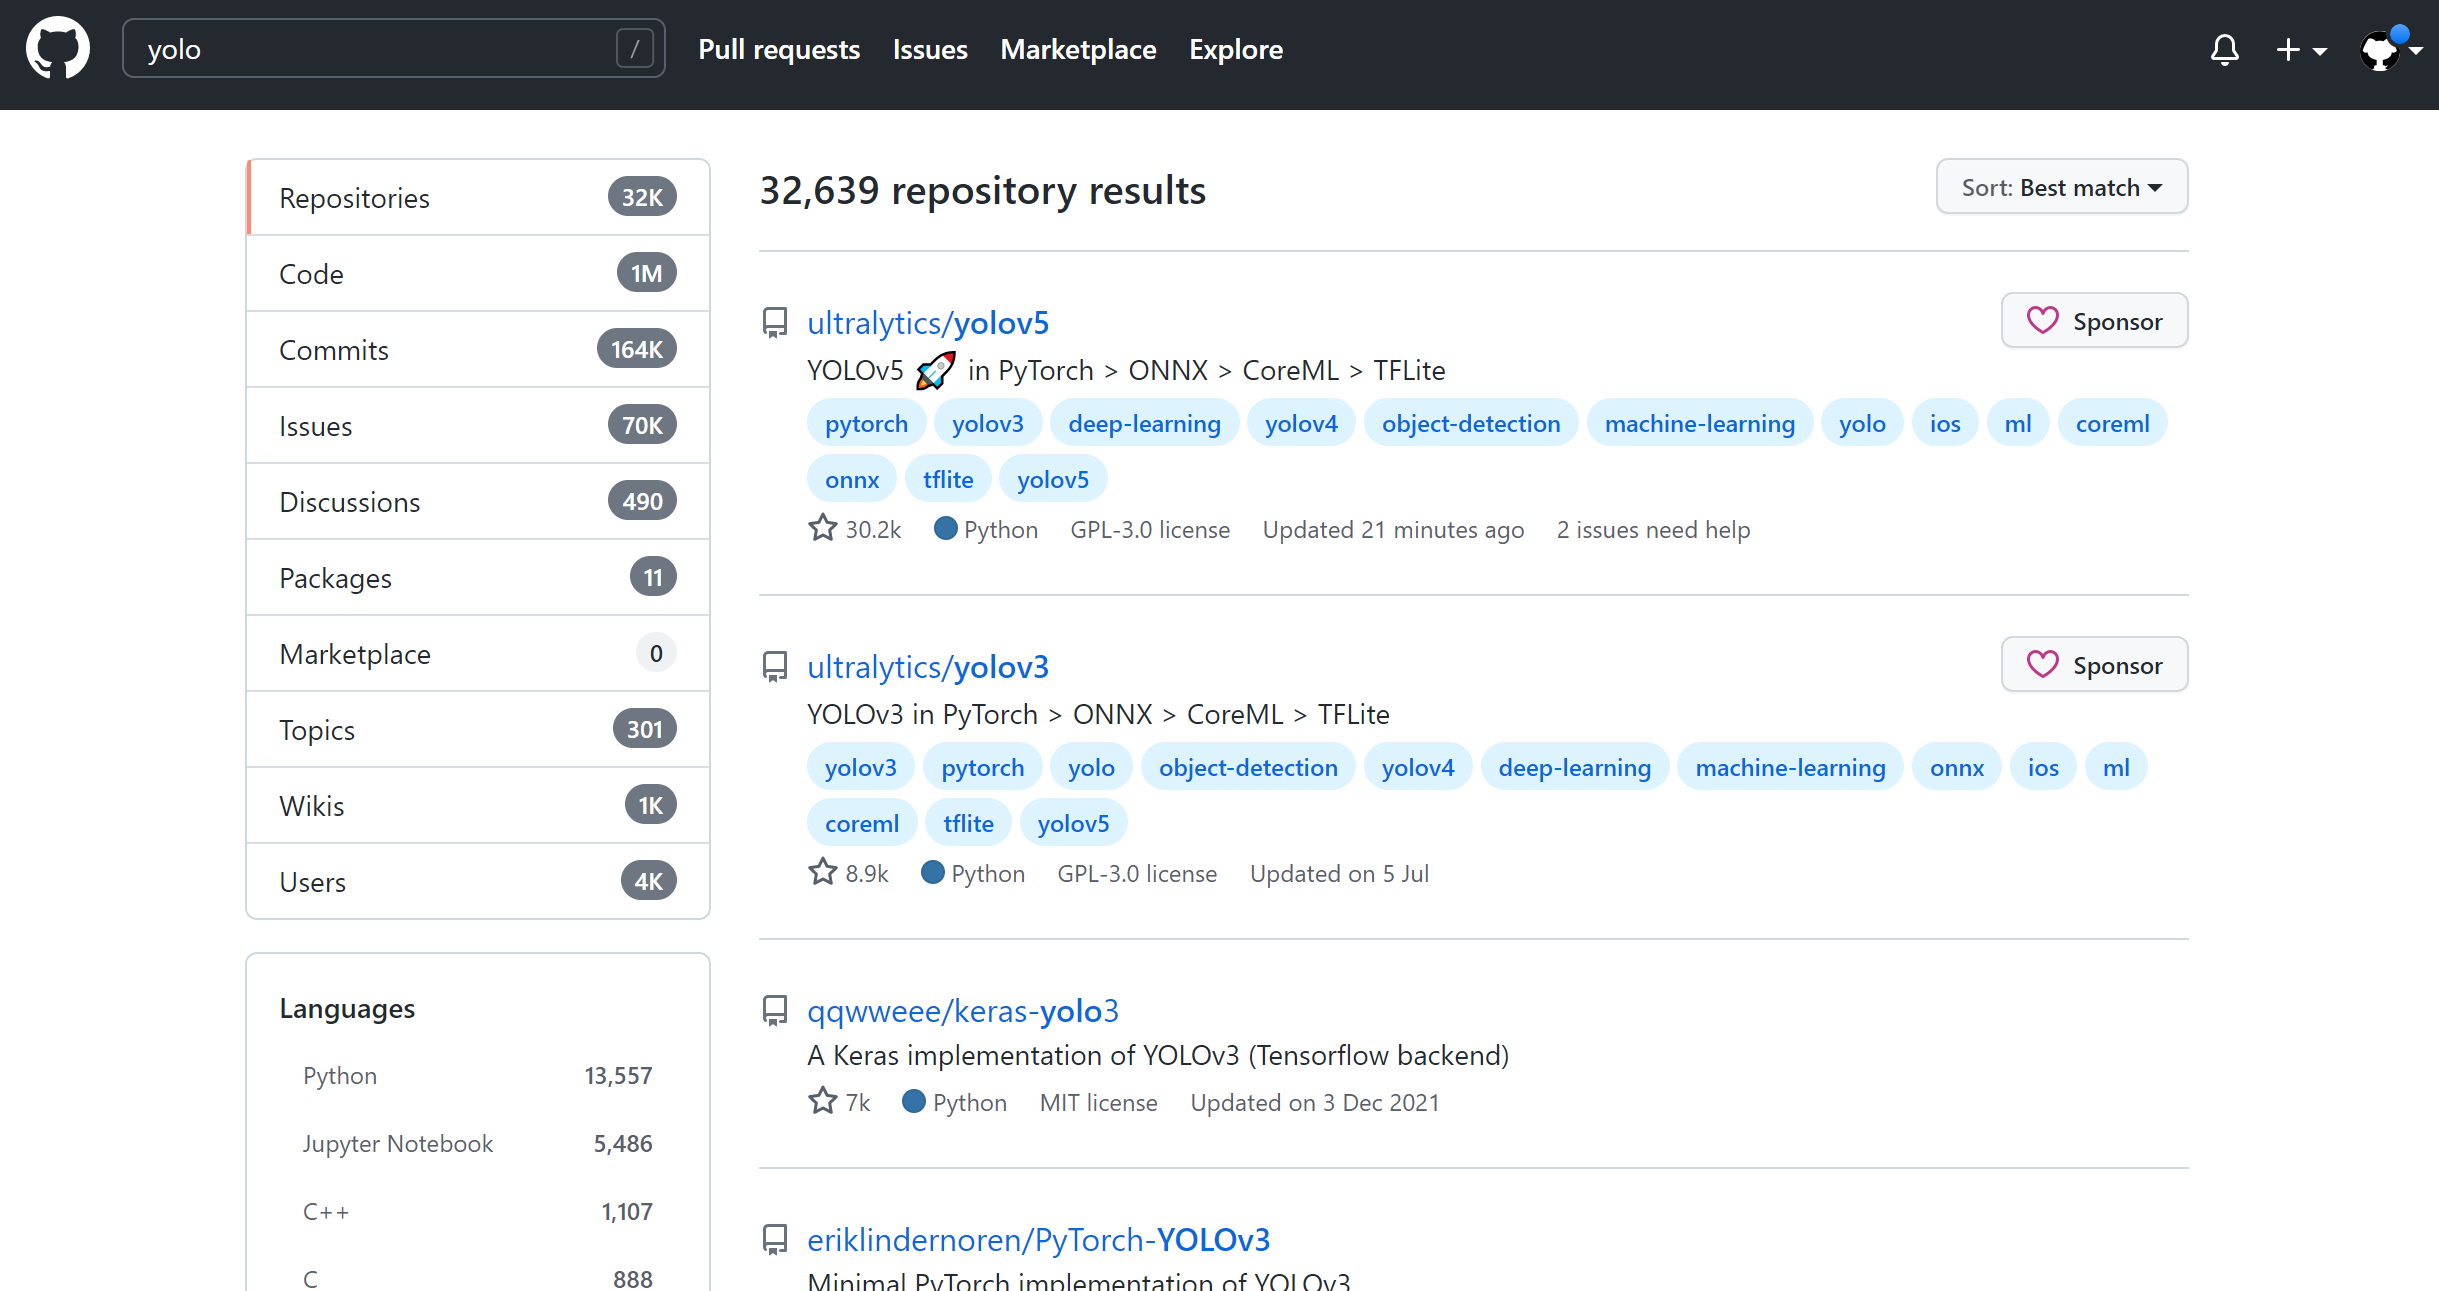 yolo
/
Pull requests Issues Marketplace Explore
Repositories 32K
Code 1M
Commits 164K
Issues 70K
Discussions 490
Packages 11
Marketplace 0
Topics 301
Wikis 1K
Users 4K
Languages
Python 13,557
Jupyter Notebook 5,486
C++ 1,107
C 888
32,639 repository results
Sort: Best match
ultralytics/yolov5
Sponsor
YOLOv5 🚀 in PyTorch > ONNX > CoreML > TFLite
pytorch yolov3 deep-learning yolov4 object-detection machine-learning yolo ios ml coreml
onnx tflite yolov5
30.2k Python GPL-3.0 license Updated 21 minutes ago 2 issues need help
ultralytics/yolov3
Sponsor
YOLOv3 in PyTorch > ONNX > CoreML > TFLite
yolov3 pytorch yolo object-detection yolov4 deep-learning machine-learning onnx ios ml
coreml tflite yolov5
8.9k Python GPL-3.0 license Updated on 5 Jul
qqwweee/keras-yolo3
A Keras implementation of YOLOv3 (Tensorflow backend)
7k Python MIT license Updated on 3 Dec 2021
eriklindernoren/PyTorch-YOLOv3
Minimal PyTorch implementation of YOLOv3